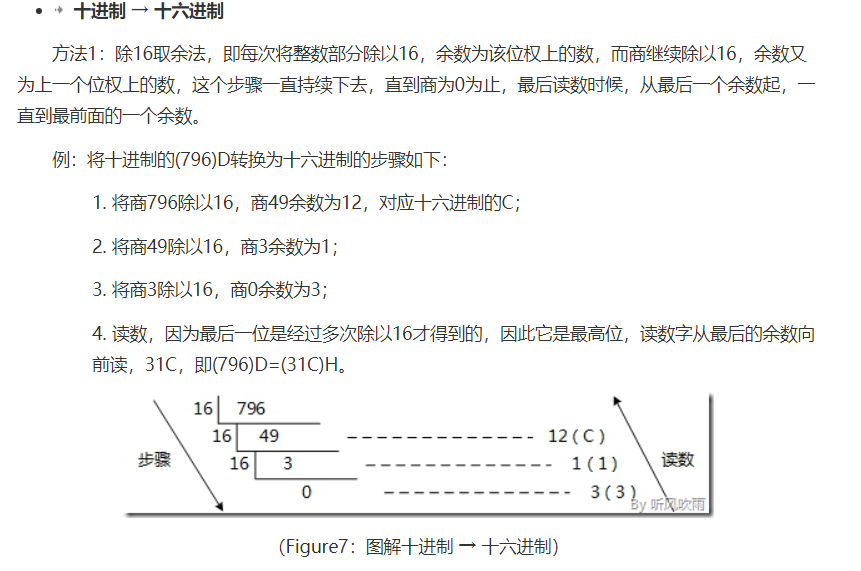 十进制 → 十六进制
方法1：除16取余法，即每次将整数部分除以16，余数为该位权上的数，而商继续除以16，余数又
为上一个位权上的数，这个步骤一直持续下去，直到商为0为止，最后读数时候，从最后一个余数起，一
直到最前面的一个余数。
例：将十进制的(796)D转换为十六进制的步骤如下：
1. 将商796除以16，商49余数为12，对应十六进制的C；
2. 将商49除以16，商3余数为1；
3. 将商3除以16，商0余数为3；
4. 读数，因为最后一位是经过多次除以16才得到的，因此它是最高位，读数字从最后的余数向
前读，31C，即(796)D=(31C)H。
16 796
16 49 12(C)
步骤 16 3 1(1) 读数
0 3(3)
By 听风吹雨
（Figure7：图解十进制 → 十六进制）